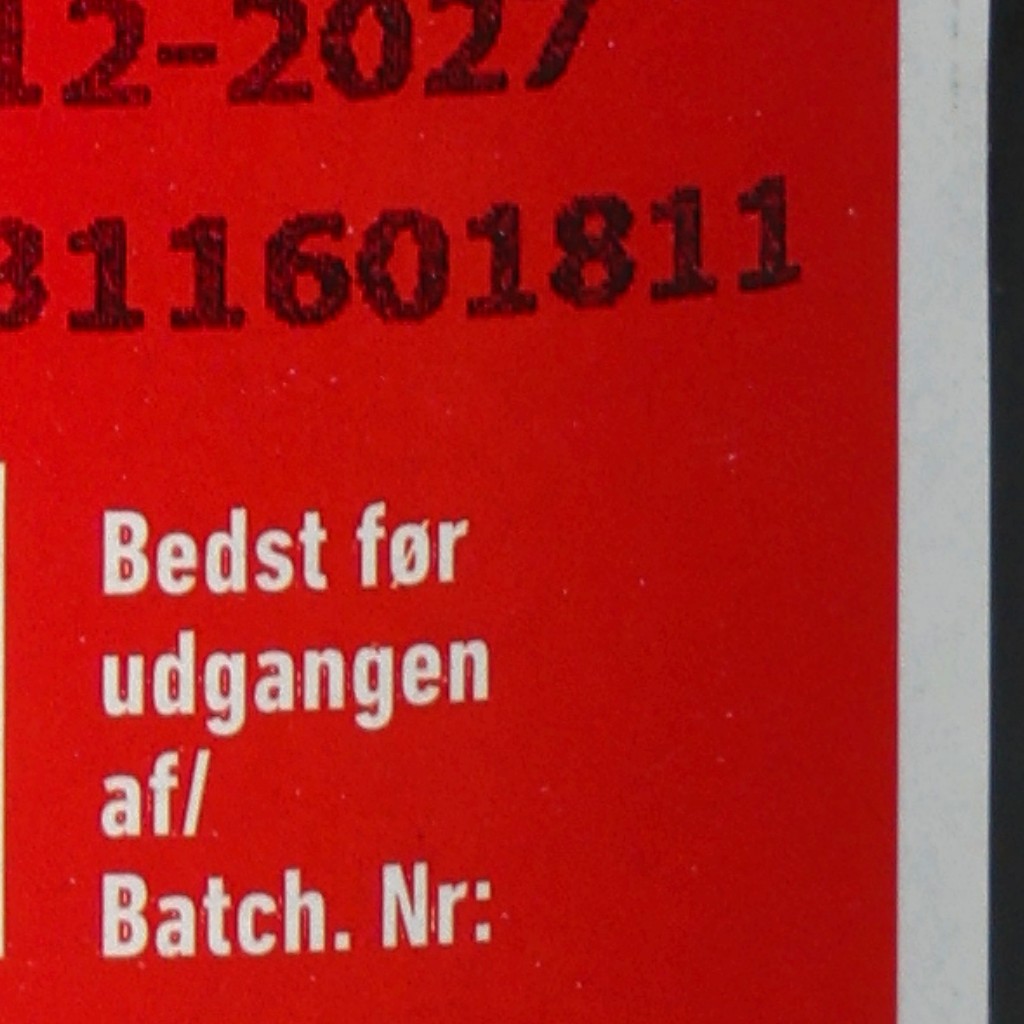 12-2027
311601811
Bedst før
udgangen
af/
Batch. Nr: